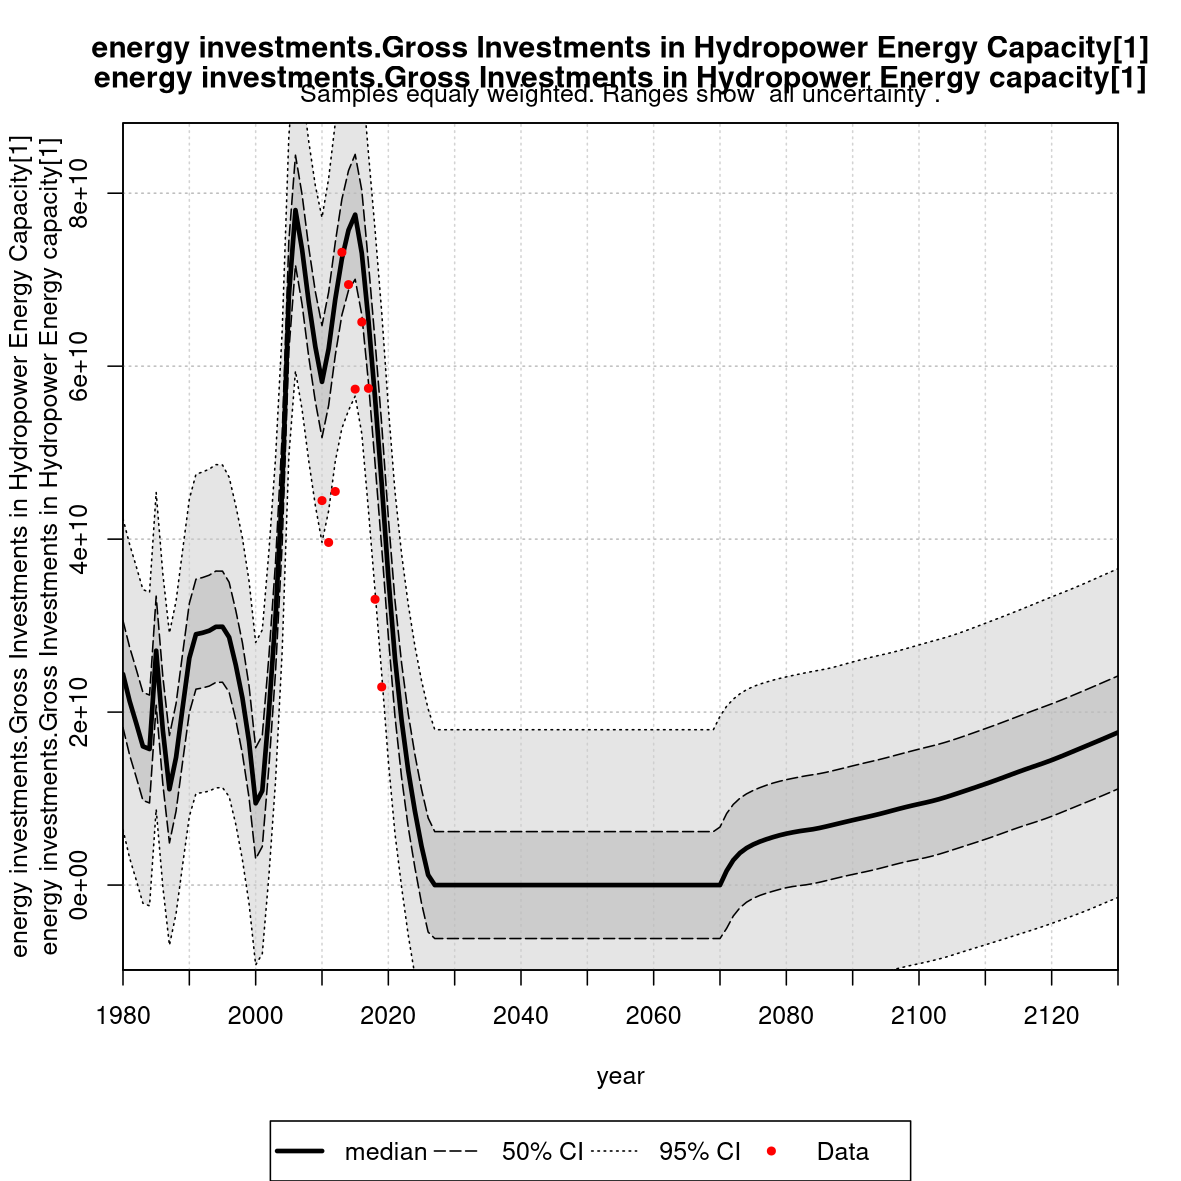 energy investments.Gross Investments in Hydropower Energy Capacity[1]
energy investments.Gross Investments in Hydropower Energy capacity[1]
Samples equaly weighted. Ranges show  all uncertainty .
energy investments.Gross Investments in Hydropower Energy Capacity[1]
energy investments.Gross Investments in Hydropower Energy capacity[1]
8e+10
6e+10
4e+10
2e+10
0e+00
1980 2000 2020 2040 2060 2080 2100 2120
year
median 50% CI 95% CI Data